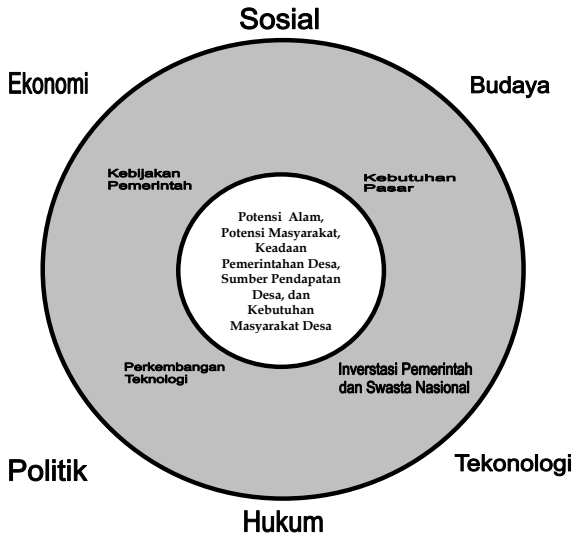 Sosial
Ekonomi
Budaya
Kebijakan
Pemerintah
Kebutuhan
Pasar
Potensi Alam,
Potensi Masyarakat,
Keadaan
Pemerintahan Desa,
Sumber Pendapatan
Desa, dan
Kebutuhan
Masyarakat Desa
Perkembangan
Teknologi
Inverstasi Pemerintah
dan Swasta Nasional
Politik
Tekonologi
Hukum